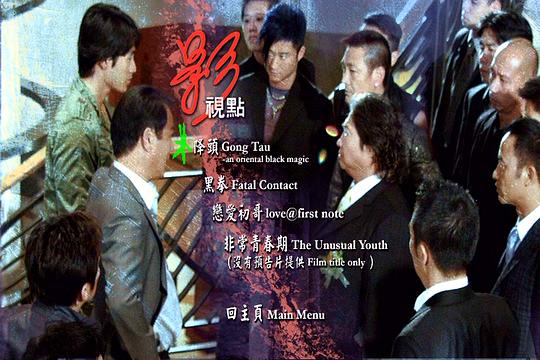 影
視點
降頭 Gong Tau
-an oriental black magic
黑拳 Fatal Contact
戀愛初哥 love@first note
非常青春期 The Unusual Youth
(沒有預告片提供 Film title only )
回主頁 Main Menu